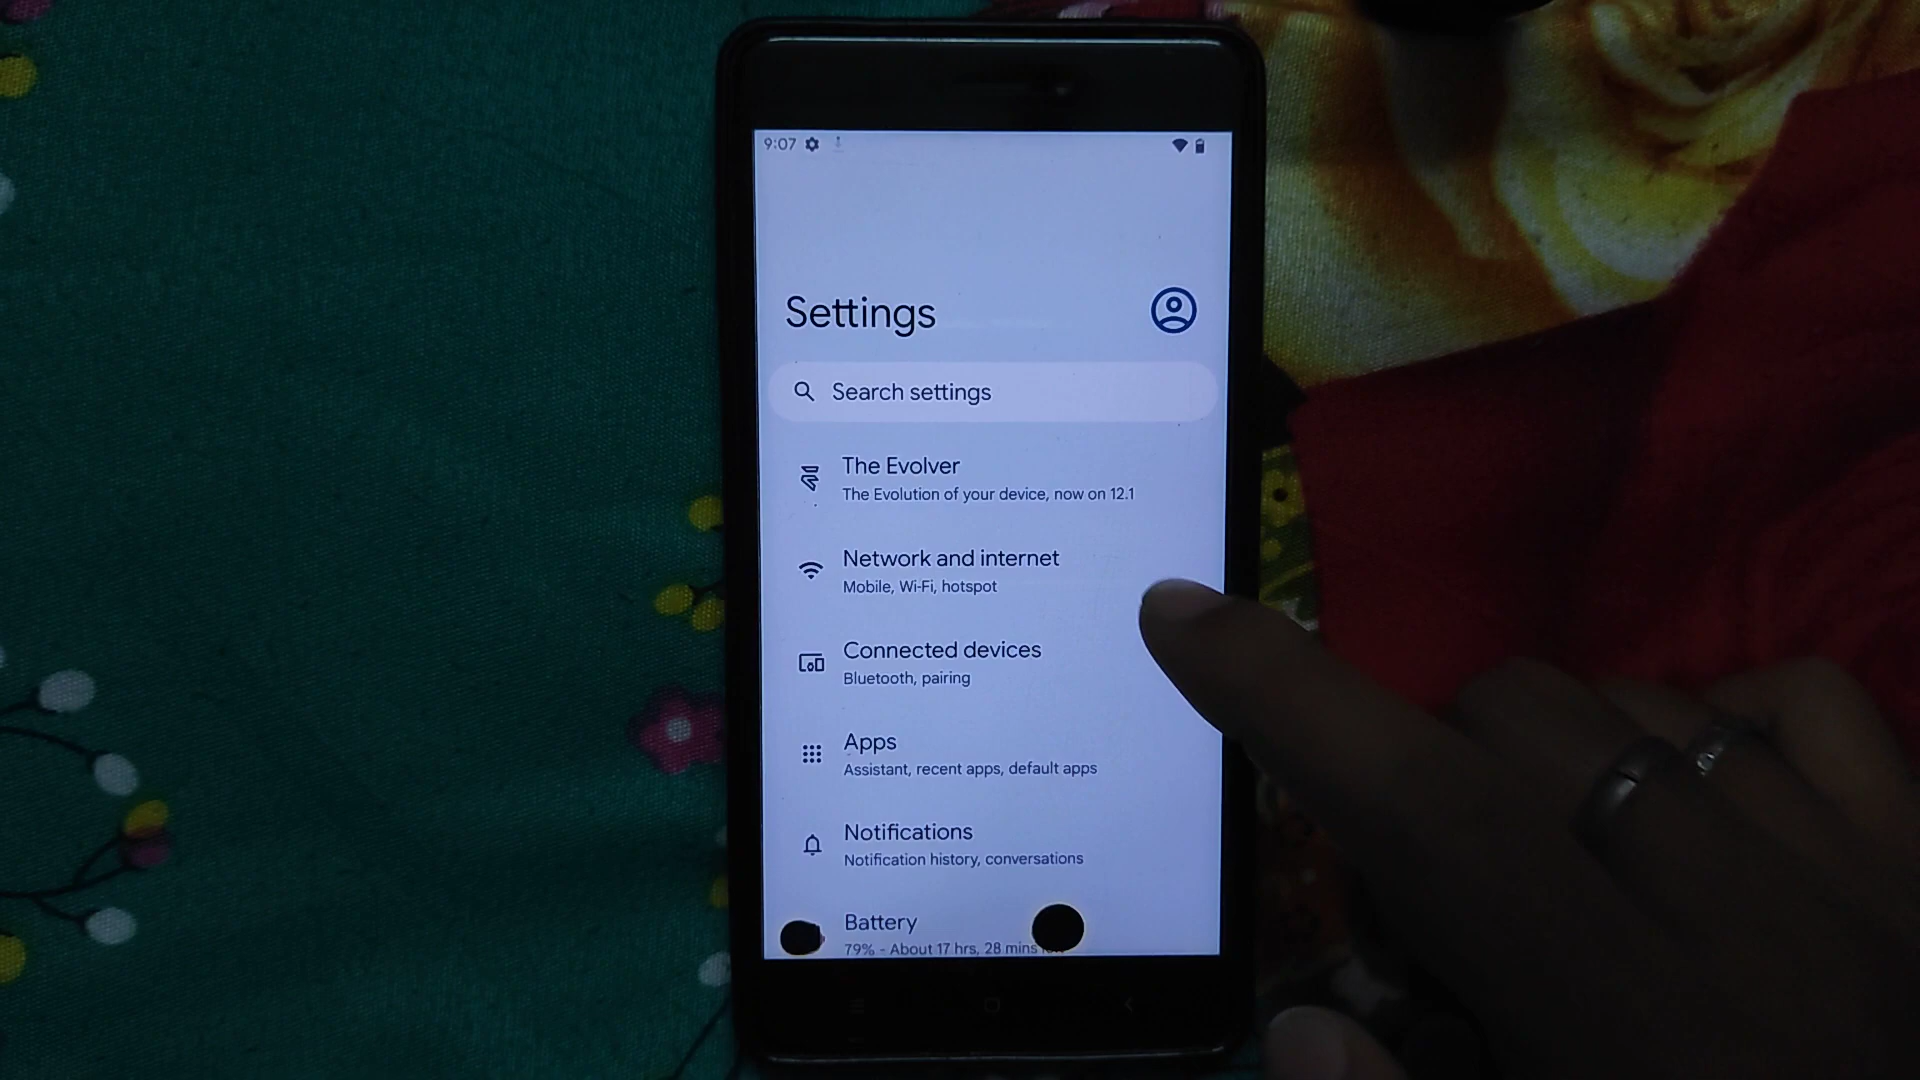 9:07
Settings
Search settings
The Evolver
The Evolution of your device, now on 12.1
Network and internet
Mobile, Wi-Fi, hotspot
Connected devices
Bluetooth, pairing
Apps
Assistant, recent apps, default apps
Notifications
Notification history, conversations
Battery
79% - About 17 hrs, 28 mins